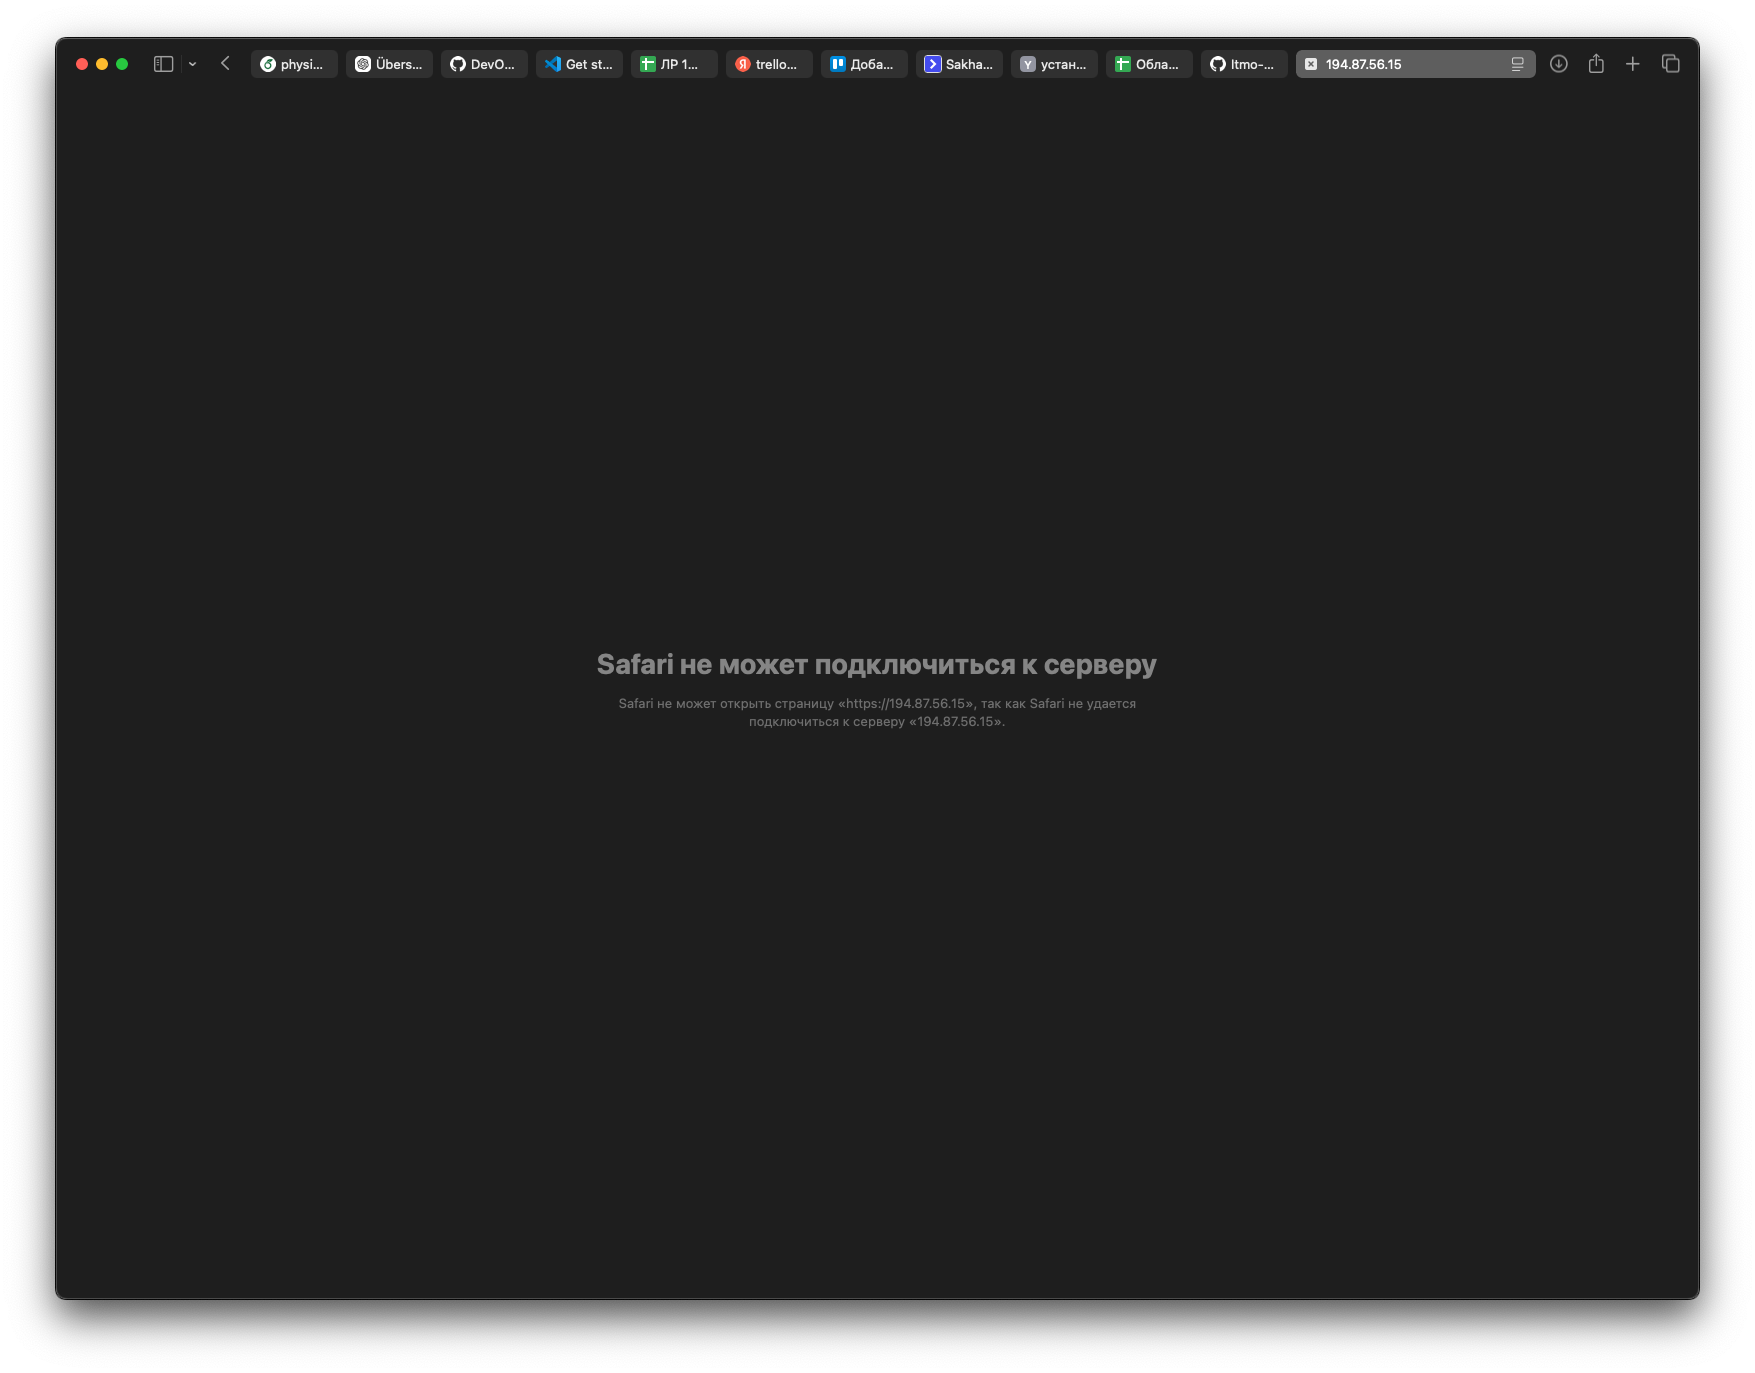 physi...
Übers...
DevO...
Get st...
ЛР 1...
trello...
Доба...
Sakha...
устан...
Обла...
Itmo-...
194.87.56.15
Safari не может подключиться к серверу
Safari не может открыть страницу «https://194.87.56.15», так как Safari не удается
подключиться к серверу «194.87.56.15».